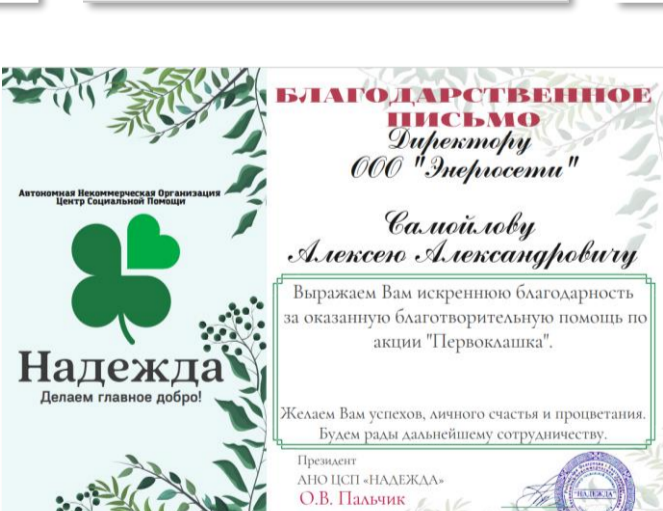 Автономная Некоммерческая Организация
Центр Социальной Помощи
Надежда
Делаем главное добро!
БЛАГОДАРСТВЕННОЕ
ПИСЬМО
Директору
ООО "Энергосети"
Самойлову
Алексею Александровичу
Выражаем Вам искреннюю благодарность
за оказанную благотворительную помощь по
акции "Первоклашка".
Желаем Вам успехов, личного счастья и процветания.
Будем рады дальнейшему сотрудничеству.
Президент
АНО ЦСП «НАДЕЖДА»
О.В. Пальчик
НАДЕЖДА